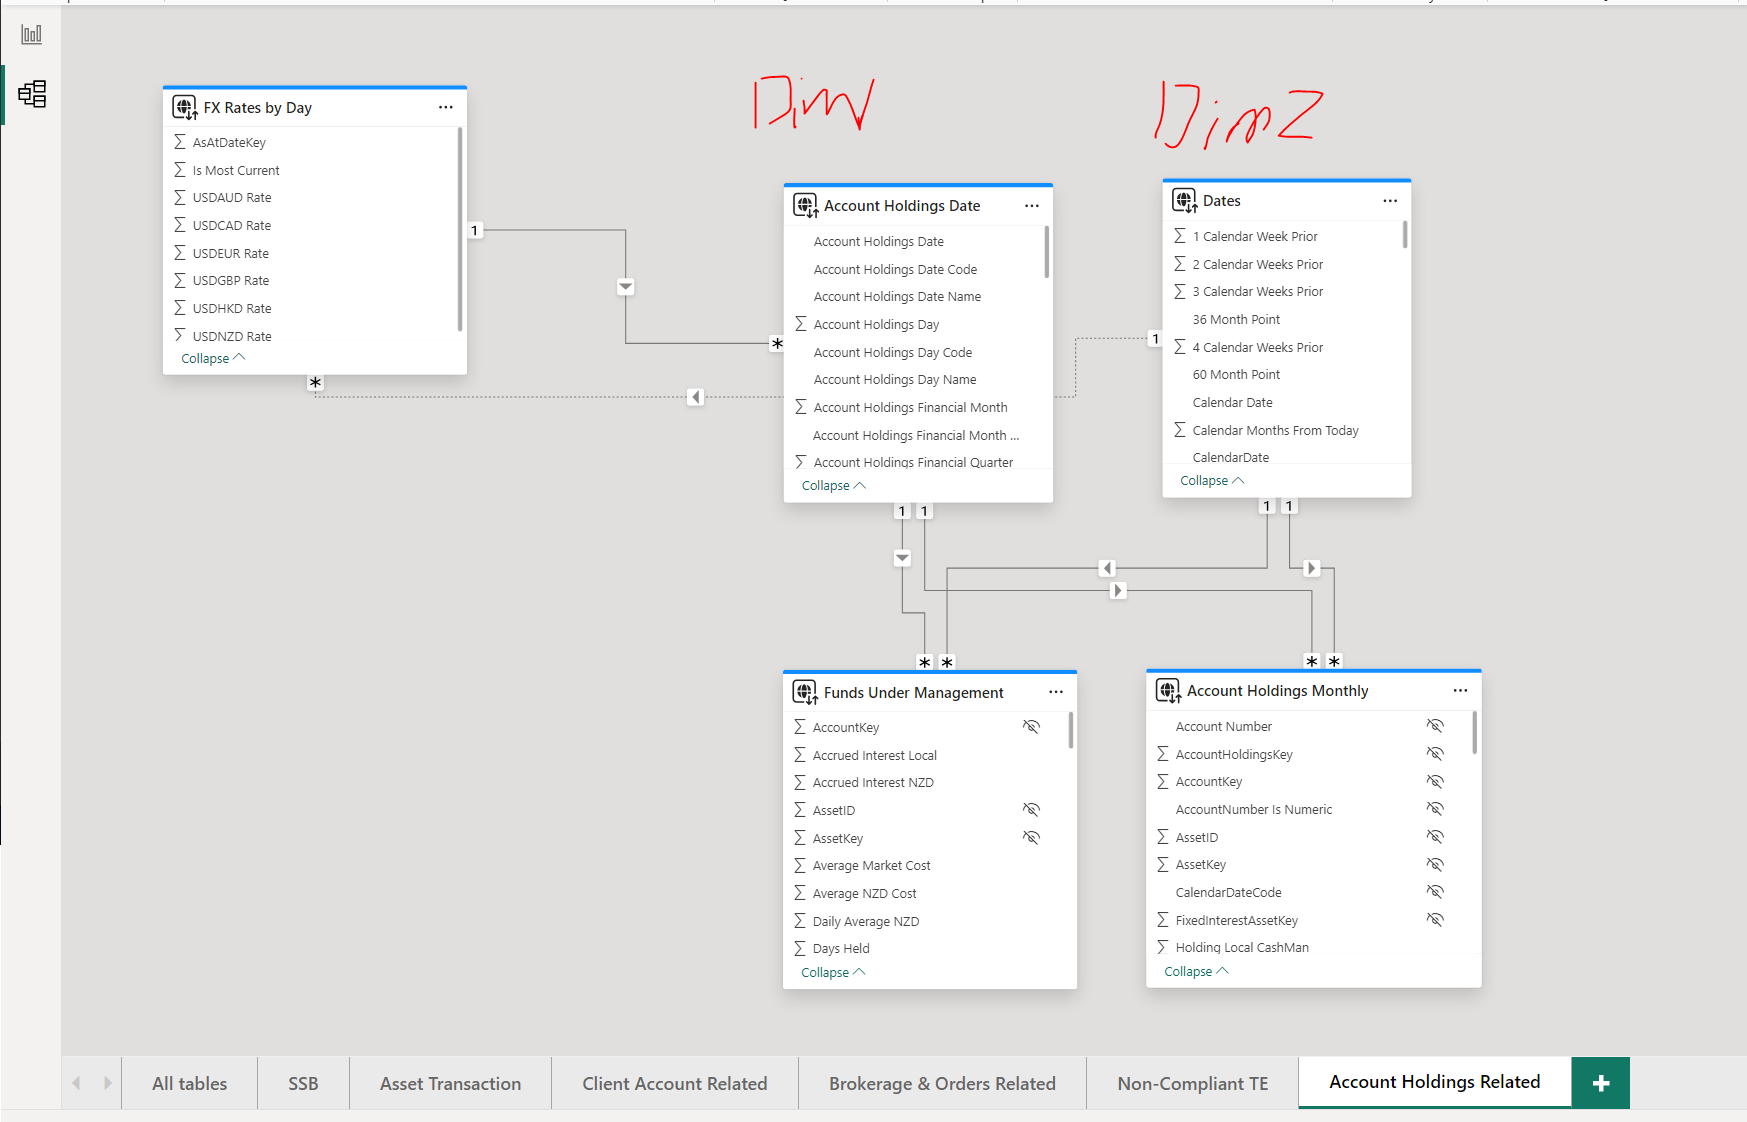 Dim
Dim2
FX Rates by Day
AsAtDateKey
Is Most Current
USDAUD Rate
USDCAD Rate
USDEUR Rate
USDGBP Rate
USDHKD Rate
USDNZD Rate
Collapse
1
*
*
Account Holdings Date
Account Holdings Date
Account Holdings Date Code
Account Holdings Date Name
Account Holdings Day
Account Holdings Day Code
Account Holdings Day Name
Account Holdings Financial Month
Account Holdings Financial Month ...
Account Holdings Financial Quarter
Collapse
1 1
1
Dates
1 Calendar Week Prior
2 Calendar Weeks Prior
3 Calendar Weeks Prior
36 Month Point
4 Calendar Weeks Prior
60 Month Point
Calendar Date
Calendar Months From Today
CalendarDate
Collapse
1 1
* *
Funds Under Management
AccountKey
Accrued Interest Local
Accrued Interest NZD
AssetID
AssetKey
Average Market Cost
Average NZD Cost
Daily Average NZD
Days Held
Collapse
* *
Account Holdings Monthly
Account Number
AccountHoldingsKey
AccountKey
AccountNumber Is Numeric
AssetID
AssetKey
CalendarDateCode
FixedInterestAssetKey
Holding Local CashMan
Collapse
All tables
SSB
Asset Transaction
Client Account Related
Brokerage & Orders Related
Non-Compliant TE
Account Holdings Related
+